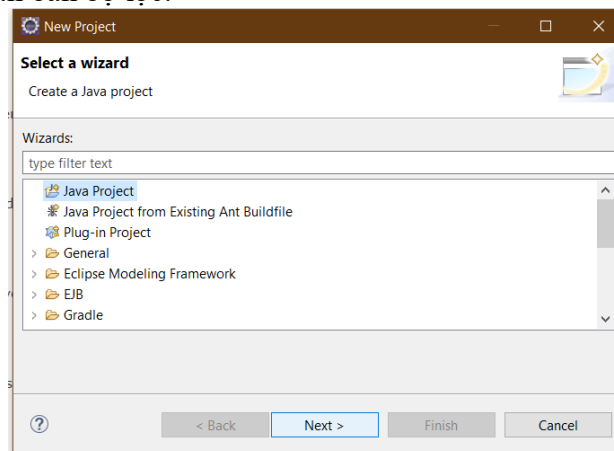 New Project
Select a wizard
Create a Java project
Wizards:
type filter text
Java Project
Java Project from Existing Ant Buildfile
Plug-in Project
> General
> Eclipse Modeling Framework
> EJB
> Gradle
?
< Back Next > Finish Cancel